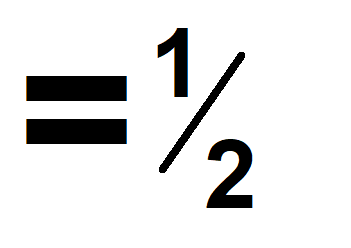 = 1/2